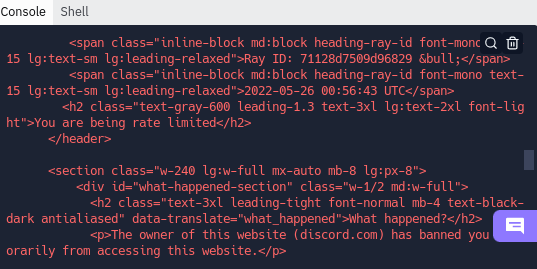 Console Shell
<span class="inline-block md:block heading-ray-id font-mono
15 lg:text-sm lg:leading-relaxed">Ray ID: 71128d7509d96829 &bull;</span>
<span class="inline-block md:block heading-ray-id font-mono text-
15 lg:text-sm lg:leading-relaxed">2022-05-26 00:56:43 UTC</span>
<h2 class="text-gray-600 leading-1.3 text-3xl lg:text-2xl font-lig
ht">You are being rate limited</h2>
</header>
<section class="w-240 lg:w-full mx-auto mb-8 lg:px-8">
<div id="what-happened-section" class="w-1/2 md:w-full">
<h2 class="text-3xl leading-tight font-normal mb-4 text-black-
dark antialiased" data-translate="what_happened">What happened?</h2>
<p>The owner of this website (discord.com) has banned you
orarily from accessing this website.</p>